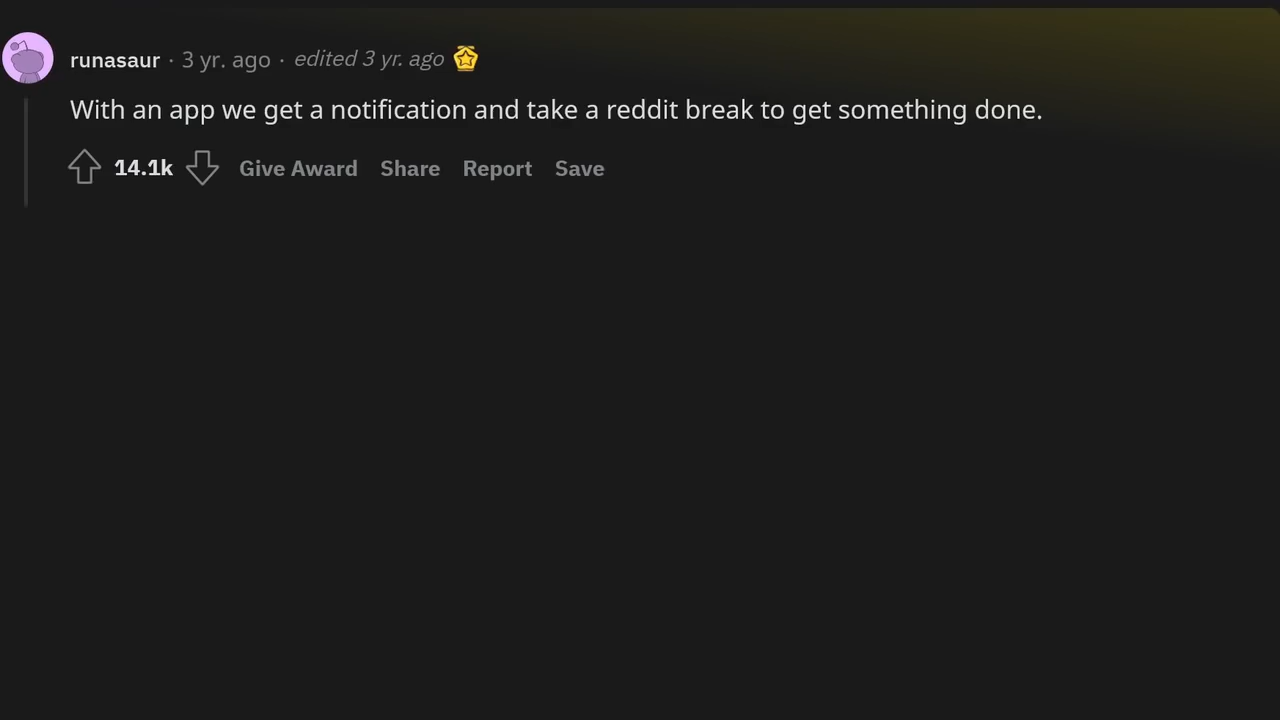 runasaur · 3 yr. ago · edited 3 yr. ago
With an app we get a notification and take a reddit break to get something done.
14.1k Give Award Share Report Save